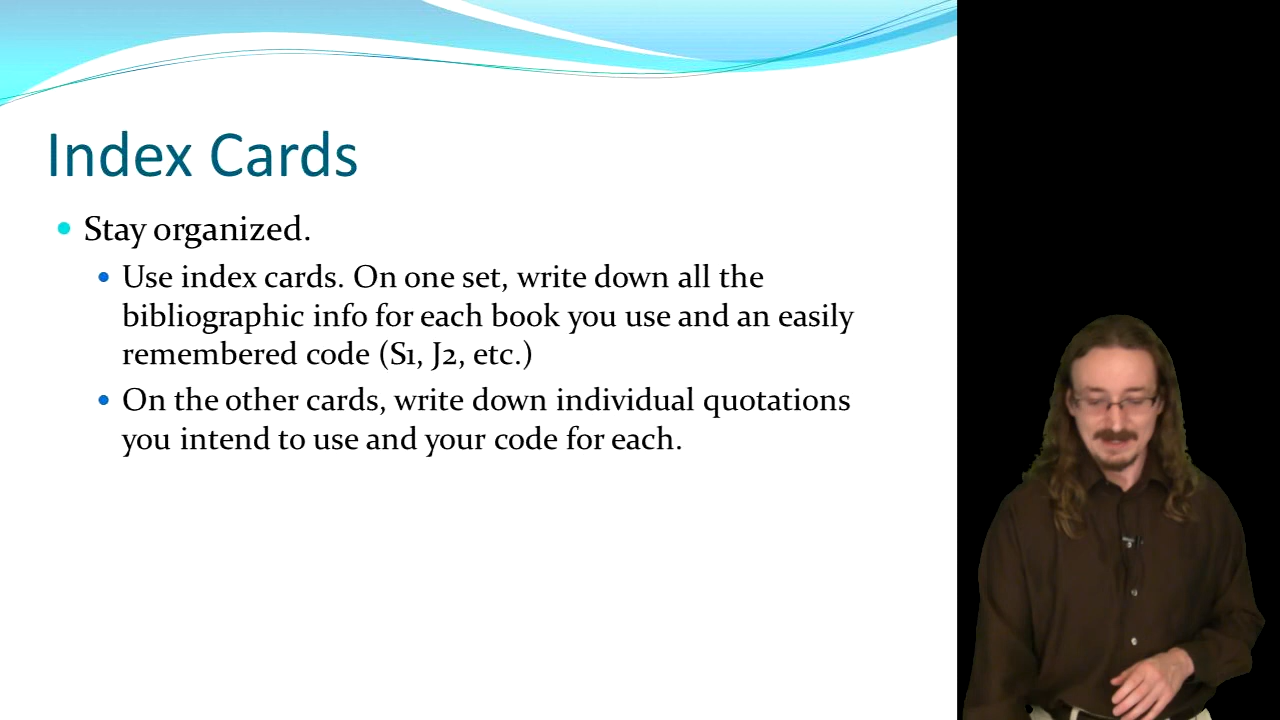 Index Cards
Stay organized.
Use index cards. On one set, write down all the
bibliographic info for each book you use and an easily
remembered code (S1, J2, etc.)
On the other cards, write down individual quotations
you intend to use and your code for each.